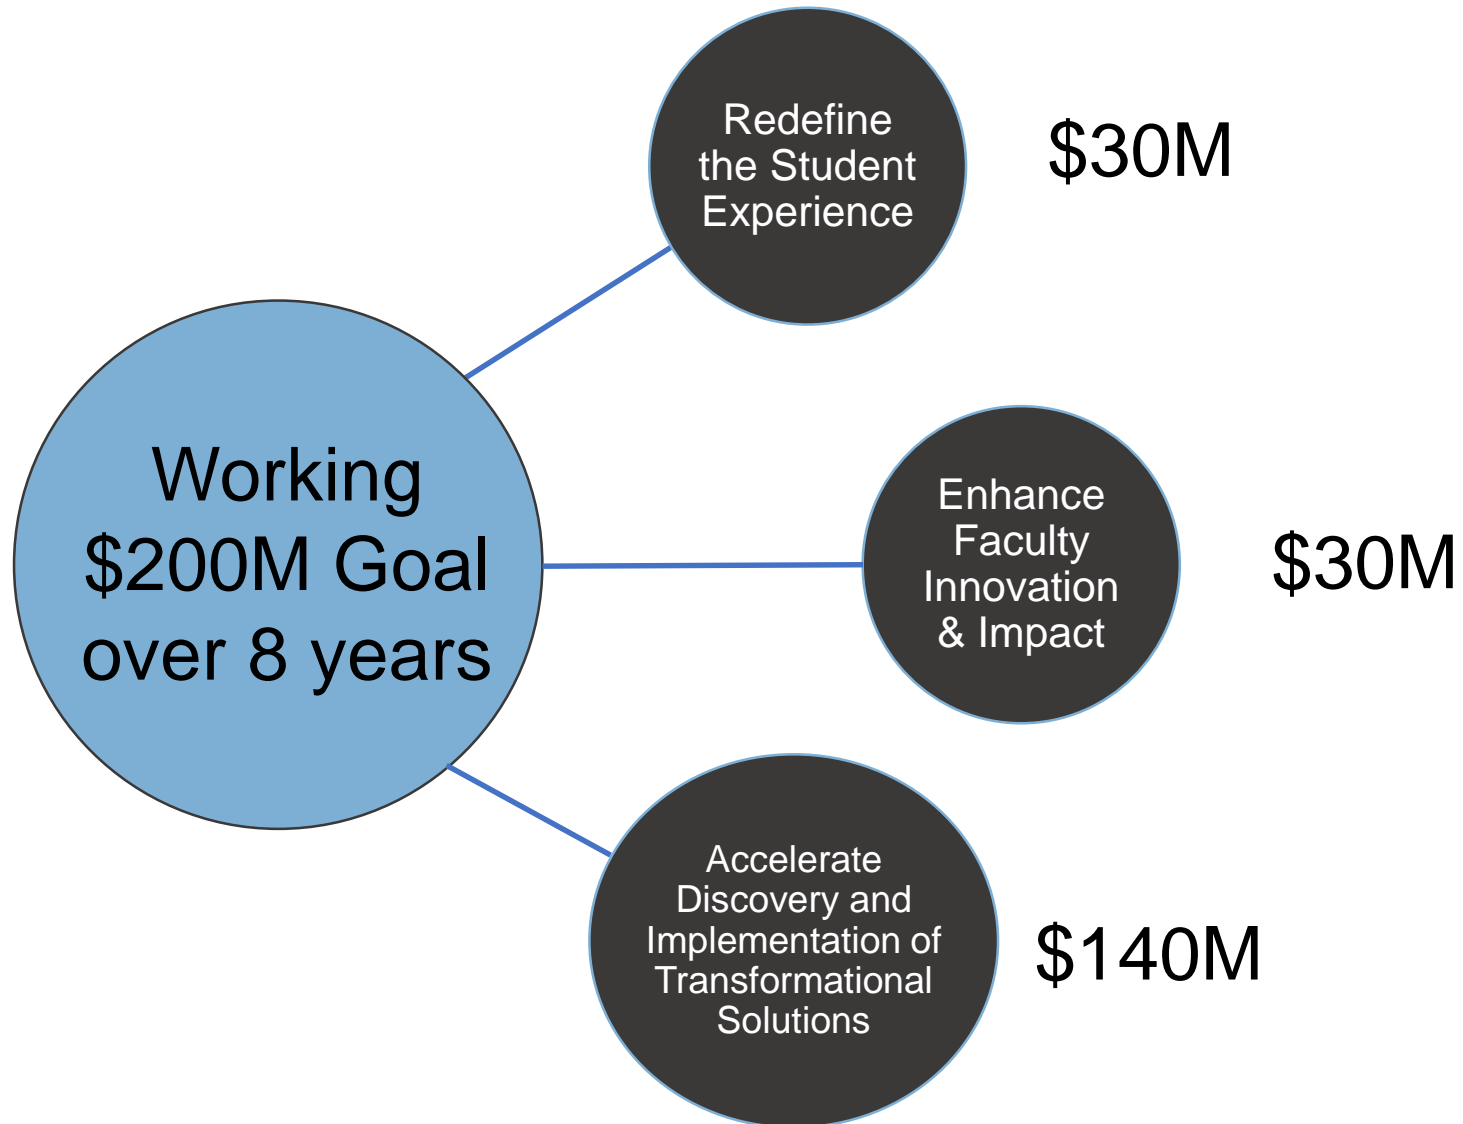 Working
$200M Goal
over 8 years
Redefine
the Student
Experience
$30M
Enhance
Faculty
Innovation
& Impact
$30M
Accelerate
Discovery and
Implementation of
Transformational
Solutions
$140M